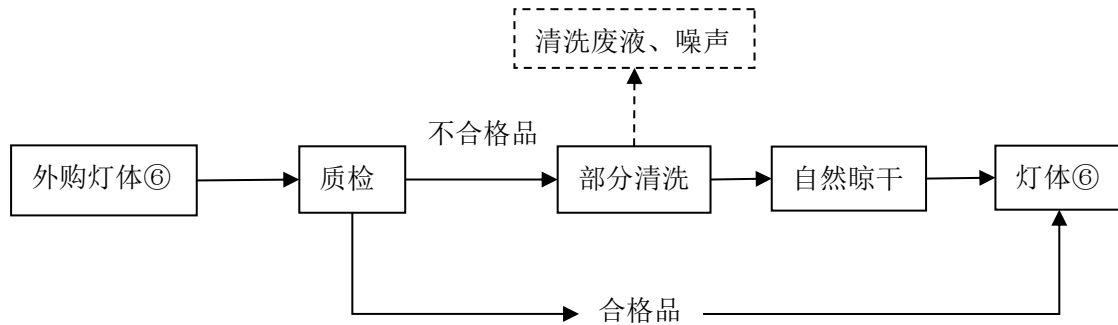 清洗废液、噪声
不合格品
外购灯体⑥
质检
部分清洗
自然晾干
灯体⑥
合格品